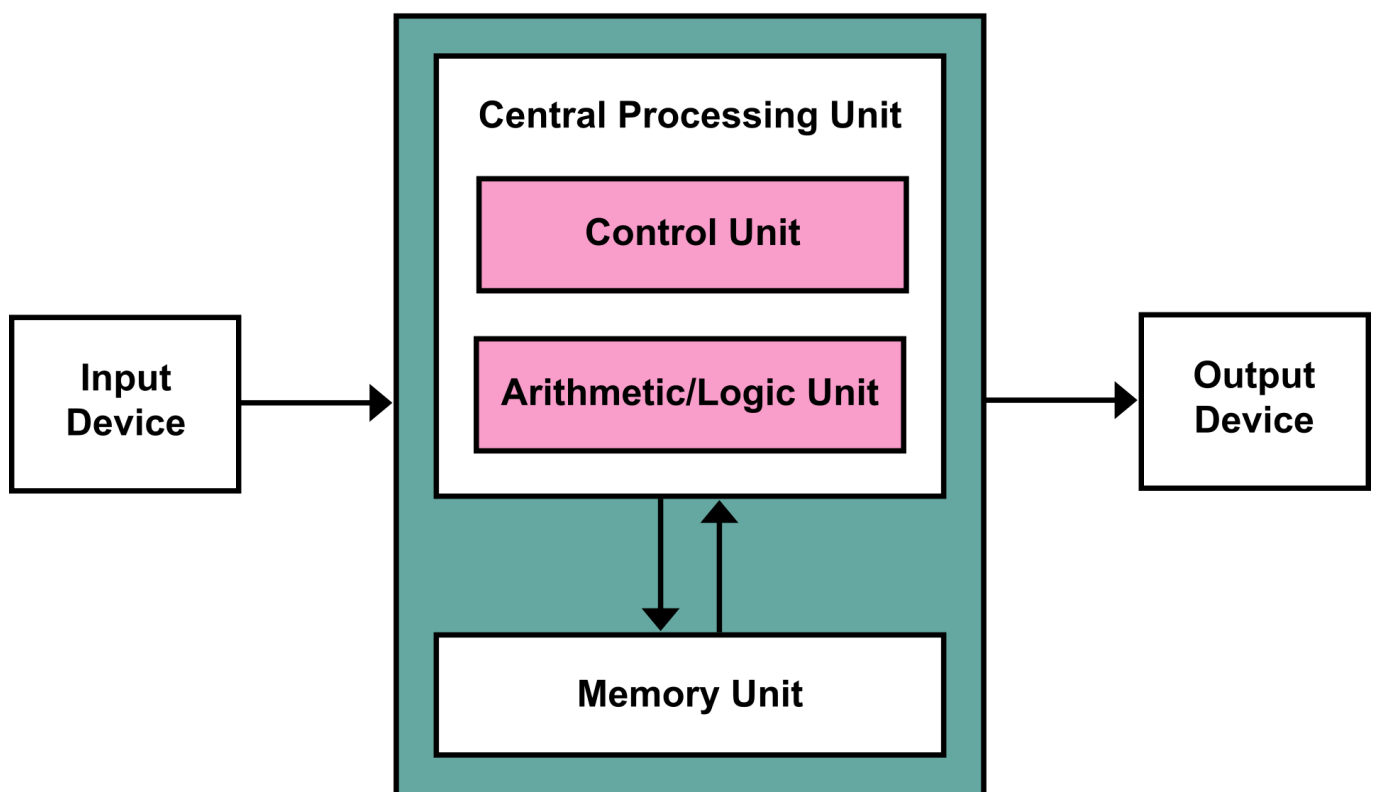 Central Processing Unit
Control Unit
Arithmetic/Logic Unit
Input
Device
Output
Device
Memory Unit